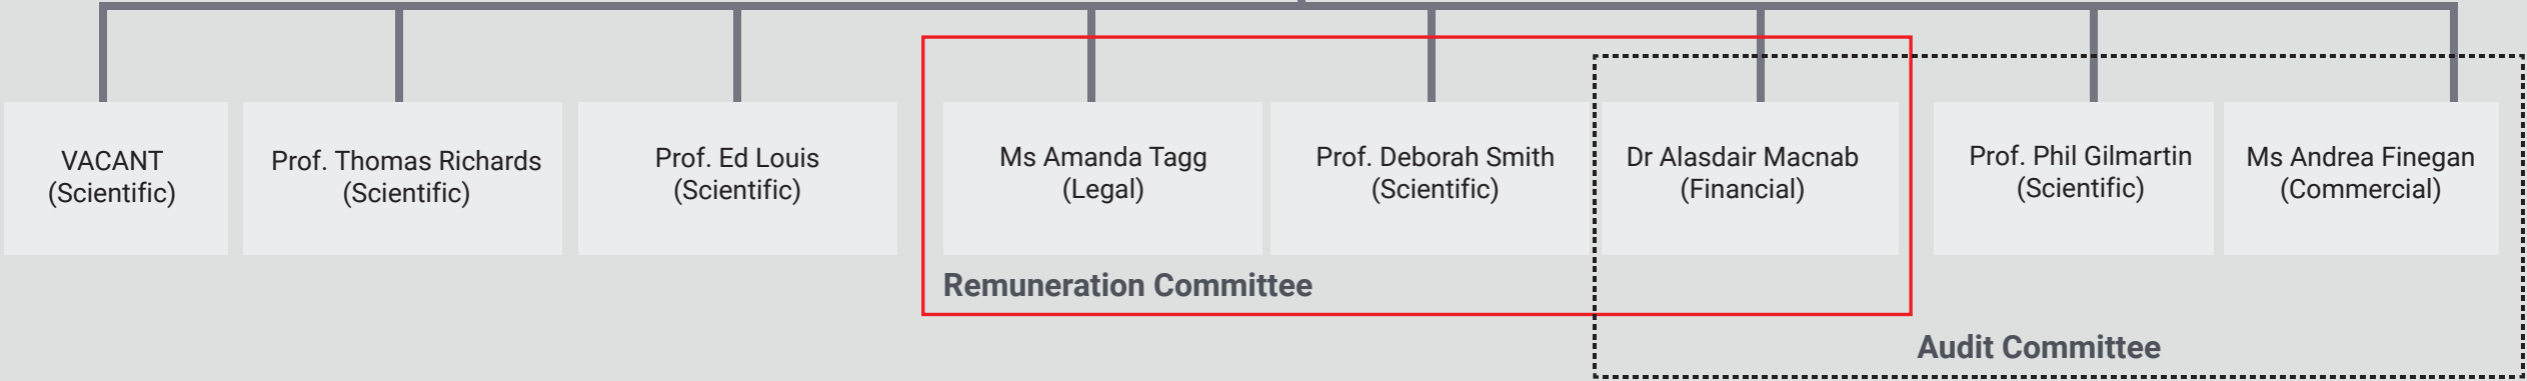 VACANT
(Scientific)
Prof. Thomas Richards
(Scientific)
Prof. Ed Louis
(Scientific)
Ms Amanda Tagg
(Legal)
Prof. Deborah Smith
(Scientific)
Dr Alasdair Macnab
(Financial)
Prof. Phil Gilmartin
(Scientific)
Ms Andrea Finegan
(Commercial)
Remuneration Committee
Audit Committee